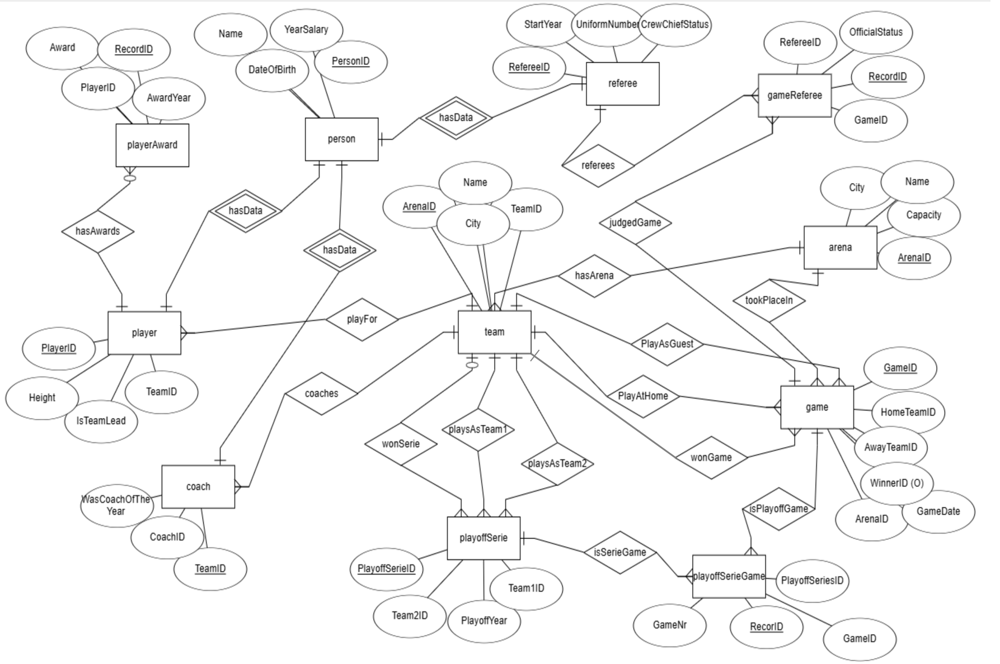 StartYear
UniformNumber
CrewChiefStatus
Name
YearSalary
OfficialStatus
RefereeID
Award
RecordID
PersonID
DateOfBirth
RefereeID
RecordID
PlayerID
AwardYear
referee
gameReferee
hasData
GameID
person
playerAward
referees
Name
City
Name
ArenaID
TeamID
hasData
City
Capacity
judgedGame
hasAwards
hasData
arena
ArenaID
hasArena
tookPlaceIn
playFor
player
team
PlayAsGuest
PlayerID
GameID
TeamID
Height
coaches
PlayAtHome
game
HomeTeamID
IsTeamLead
playsAsTeam1
wonSerie
AwayTeamID
wonGame
playsAsTeam2
coach
WinnerID (O)
WasCoachOfThe
Year
isPlayoffGame
GameDate
ArenaID
CoachID
playoffSerie
isSerieGame
TeamID
PlayoffSerieID
playoffSerieGame
PlayoffSeriesID
Team1ID
Team2ID
PlayoffYear
GameNr
RecorID
GameID